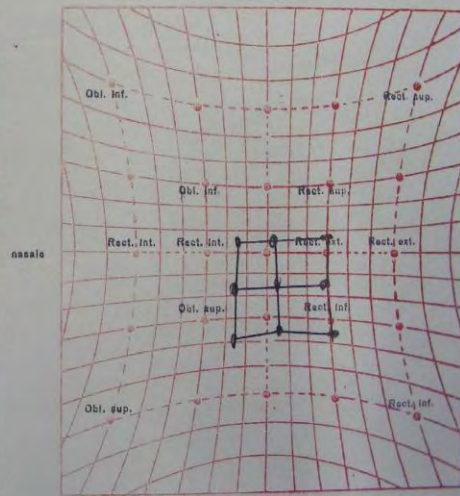 Obl. inf. Rect. sup.
Obl. inf. Rect. sup.
nasale Rect. int. Rect. int. Rect. ext. Rect. ext.
Obl. sup. Rect. inf.
Obl. sup. Rect. inf.